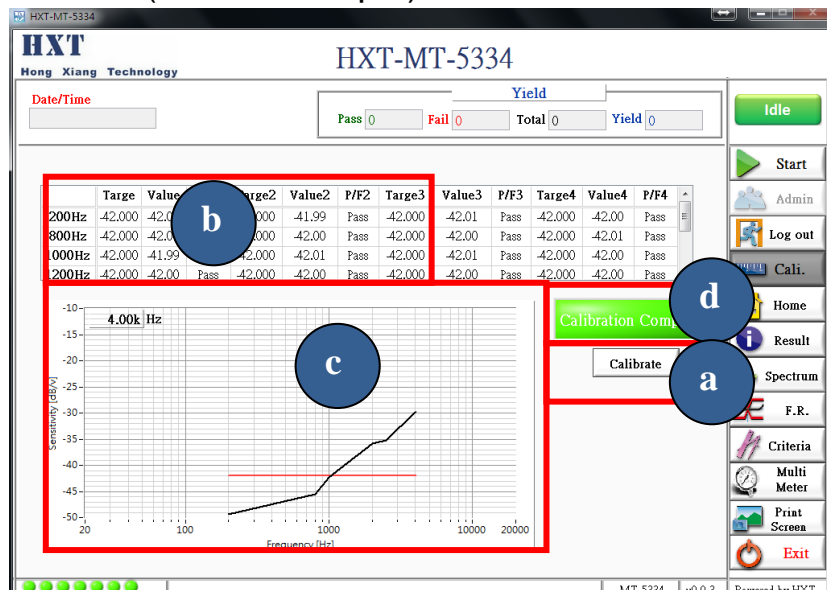 HXT-MT-5334
HXT
Hong Xiang Technology
HXT-MT-5334
Date/Time
Yield
Pass 0 Fail 0 Total 0 Yield 0
Idle
Start
Admin
Log out
Cali.
Home
Result
Spectrum
F.R.
Criteria
Multi
Meter
Print
Screen
Exit
Targe Value Value2 P/F2 Targe3 Value3 P/F3 Targe4 Value4 P/F4
200Hz -42.000 -41.99 Pass -42.000 -42.01 Pass -42.000 -42.00 Pass
800Hz -42.000 -42.00 Pass -42.000 -42.00 Pass -42.000 -42.01 Pass
1000Hz -42.000 -41.99 -42.000 -42.01 Pass -42.000 -42.01 Pass -42.000 -42.00 Pass
1200Hz -42.000 -42.00 Pass -42.000 -42.00 Pass -42.000 -42.00 Pass -42.000 -42.00 Pass
b
d
Calibration
a
Calibrate
c
4.00k Hz
Sensitivity [dB/v]
-10
-15
-20
-25
-30
-35
-40
-45
-50
20 100 1000 10000 20000
Frequency [Hz]
MT-5334 v0.0.3 Powered by HXT